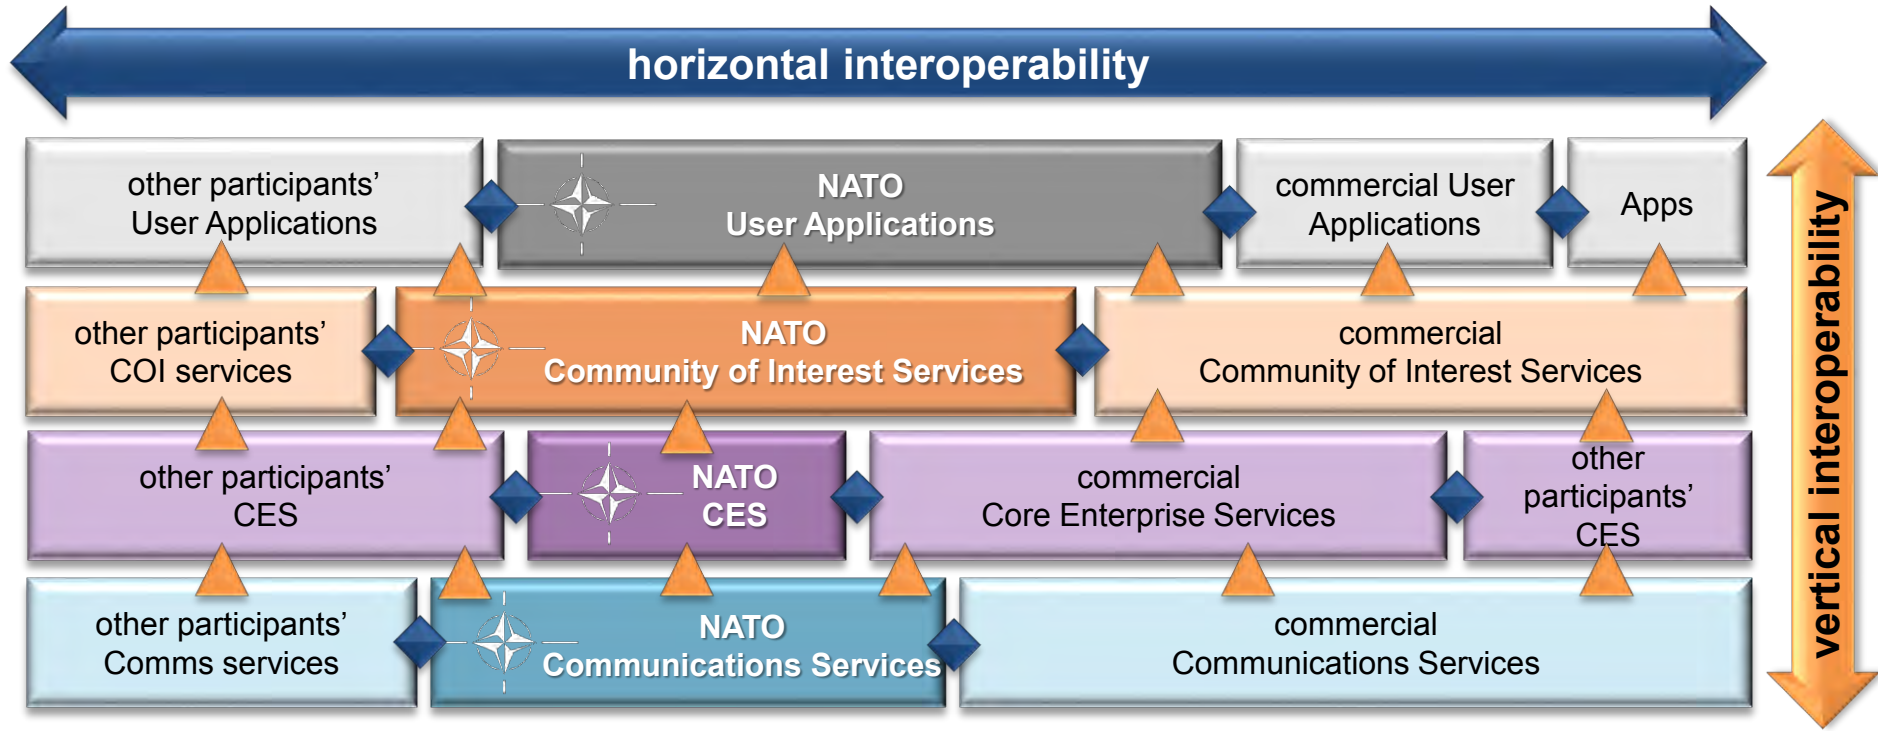 horizontal interoperability
other participants’
User Applications
NATO
User Applications
commercial User
Applications
Apps
other participants’
COI services
NATO
Community of Interest Services
commercial
Community of Interest Services
other participants’
CES
NATO
CES
commercial
Core Enterprise Services
other
participants’
CES
other participants’
Comms services
NATO
Communications Services
commercial
Communications Services
vertical interoperability